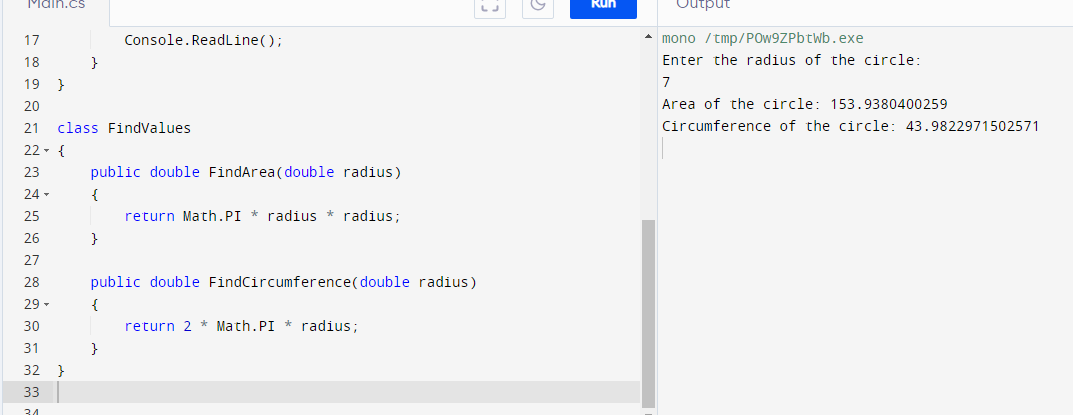 Main.cs
Run
Output
17 Console.ReadLine();
18 }
19 }
20
21 class FindValues
22 {
23 public double FindArea(double radius)
24 {
25 return Math.PI * radius * radius;
26 }
27
28 public double FindCircumference(double radius)
29 {
30 return 2 * Math.PI * radius;
31 }
32 }
33
34
mono /tmp/POw9ZPbtWb.exe
Enter the radius of the circle:
7
Area of the circle: 153.9380400259
Circumference of the circle: 43.9822971502571